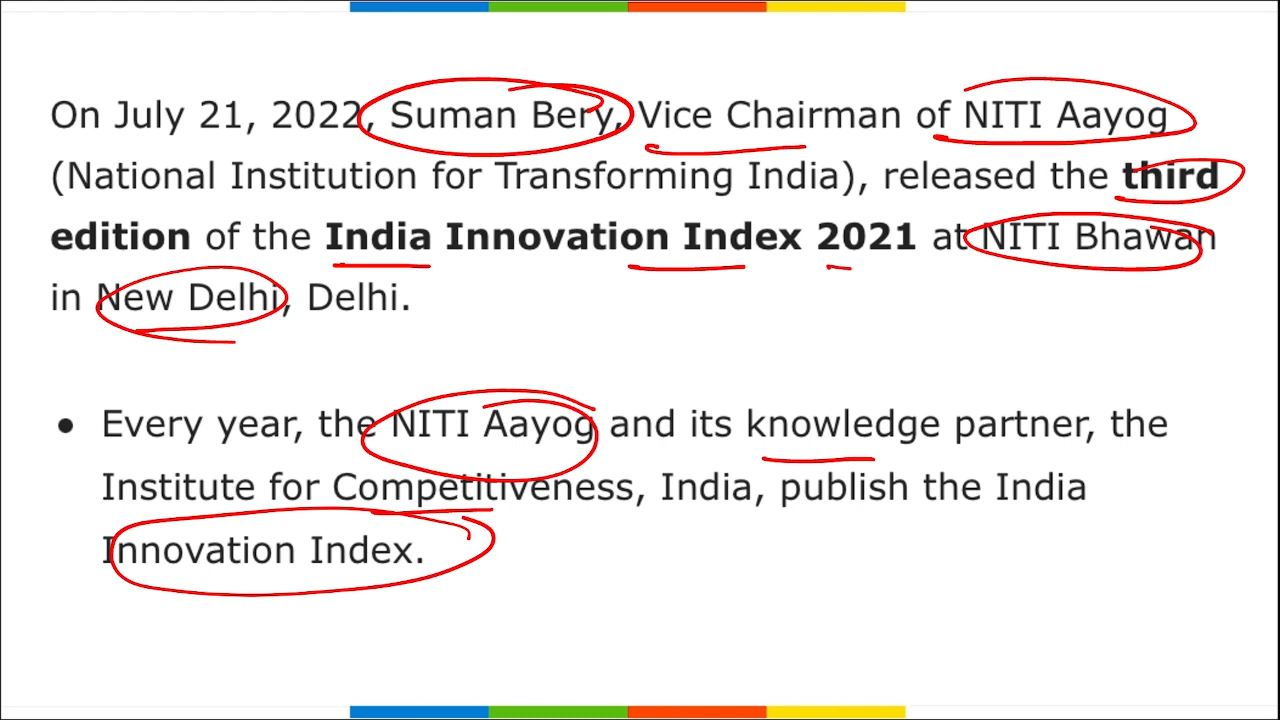 On July 21, 2022, Suman Bery, Vice Chairman of NITI Aayog
(National Institution for Transforming India), released the third
edition of the India Innovation Index 2021 at NITI Bhawan
in New Delhi, Delhi.
● Every year, the NITI Aayog and its knowledge partner, the
Institute for Competitiveness, India, publish the India
Innovation Index.